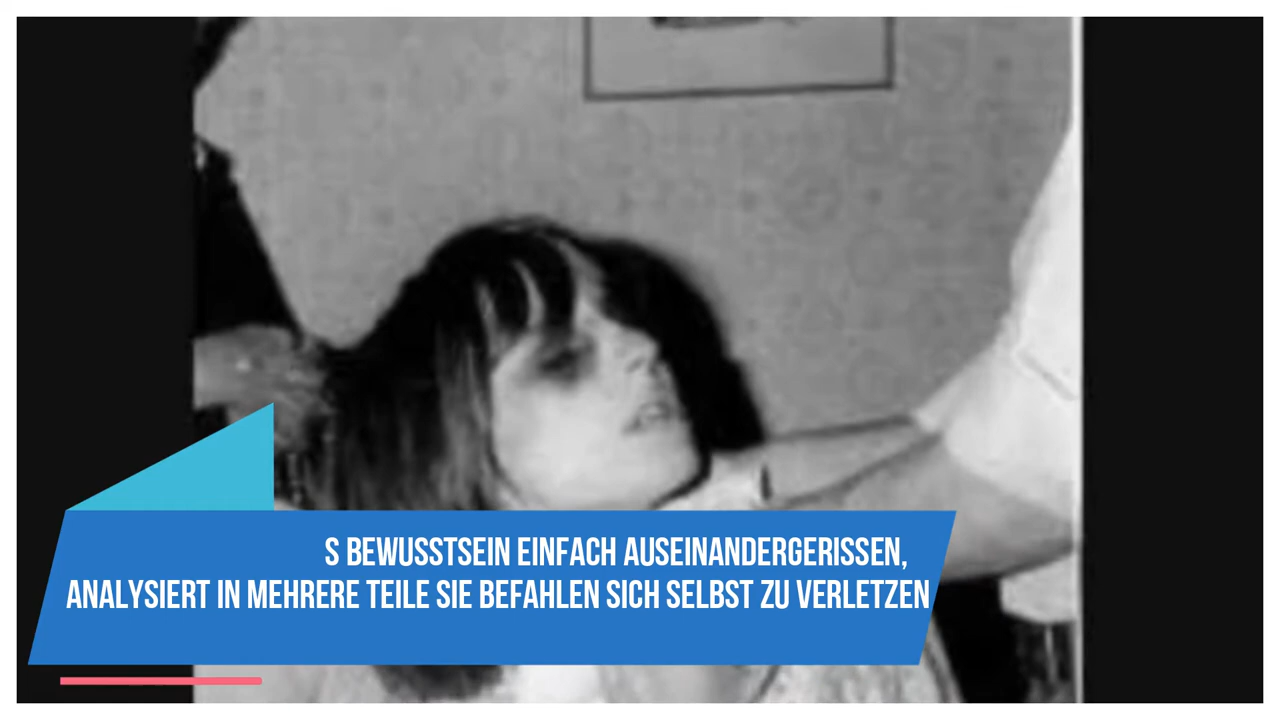 S BEWUSSTSEIN EINFACH AUSEINANDERGERISSEN,
ANALYSIERT IN MEHRERE TEILE SIE BEFAHLEN SICH SELBST ZU VERLETZEN